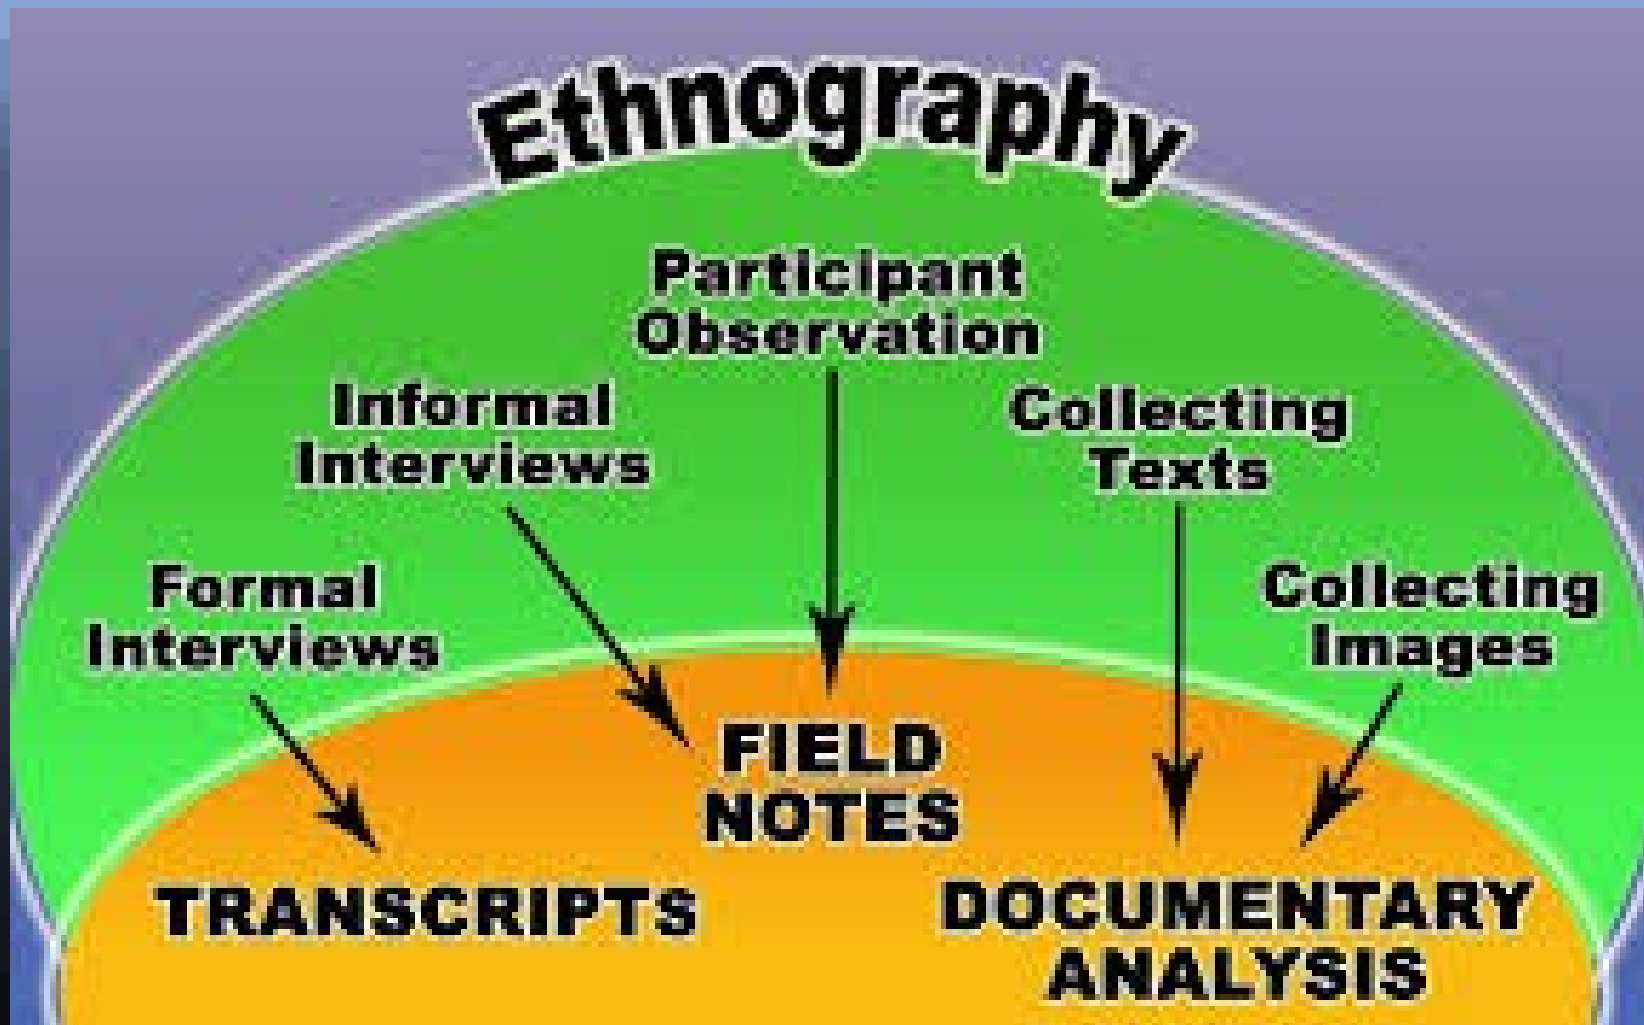 Ethnography
Participant
Observation
Informal
Interviews
Collecting
Texts
Formal
Interviews
Collecting
Images
FIELD
NOTES
TRANSCRIPTS
DOCUMENTARY
ANALYSIS